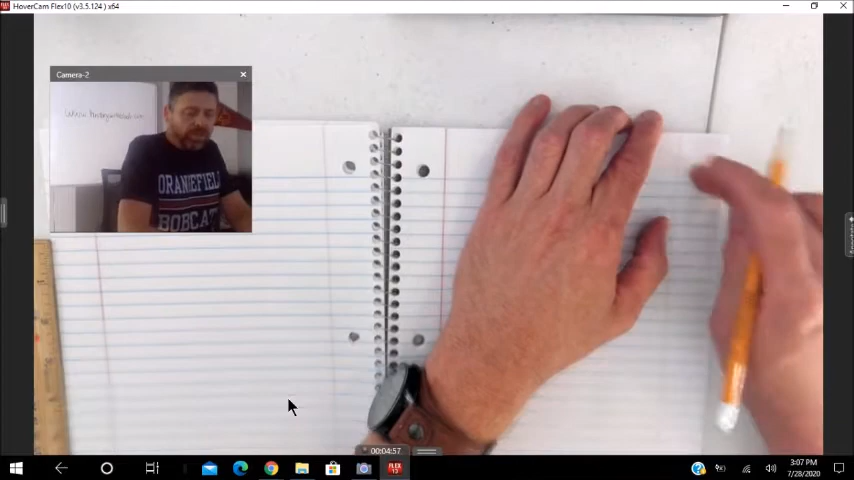 HoverCam Flex10 (v3.5.124 ) x64
Camera-2
ORANGEFIELD
BOBCATS
00:04:57
3:07 PM
7/28/2020